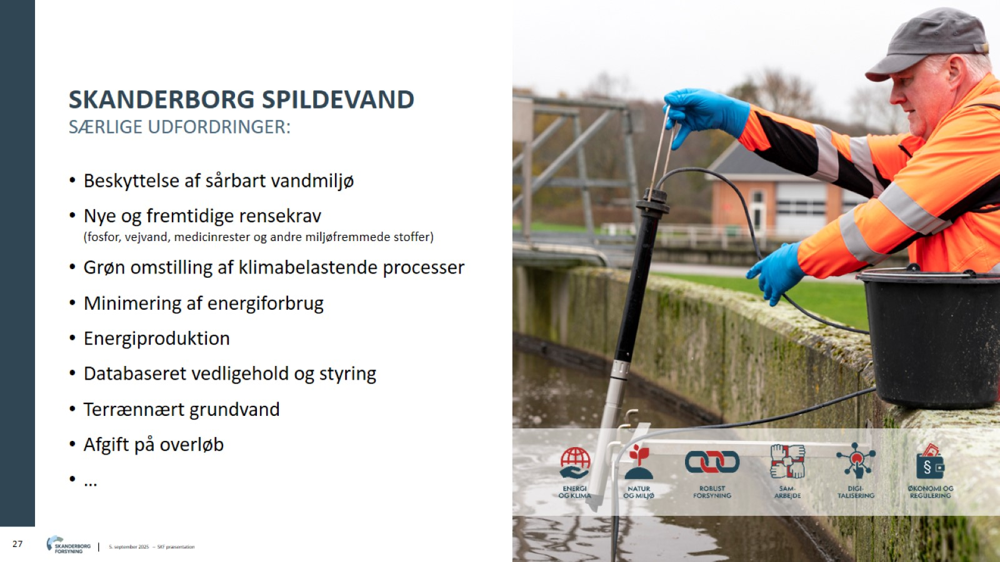 SKANDERBORG SPILDEVAND
SÆRLIGE UDFORDRINGER:
• Beskyttelse af sårbart vandmiljø
• Nye og fremtidige rensekrav
(fosfor, vejvand, medicinrester og andre miljøfremmede stoffer)
• Grøn omstilling af klimabelastende processer
• Minimering af energiforbrug
• Energiproduktion
• Databaseret vedligehold og styring
• Terrænnært grundvand
• Afgift på overløb
• ...
ENERGI
OG KLIMA
NATUR
OG MILJØ
ROBUST
FORSYNING
SAM-
ARBEJDE
DIGI-
TALISERING
§
ØKONOMI OG
REGULERING
27
SKANDERBORG
FORSYNING
5. september 2025 – SKF præsentation